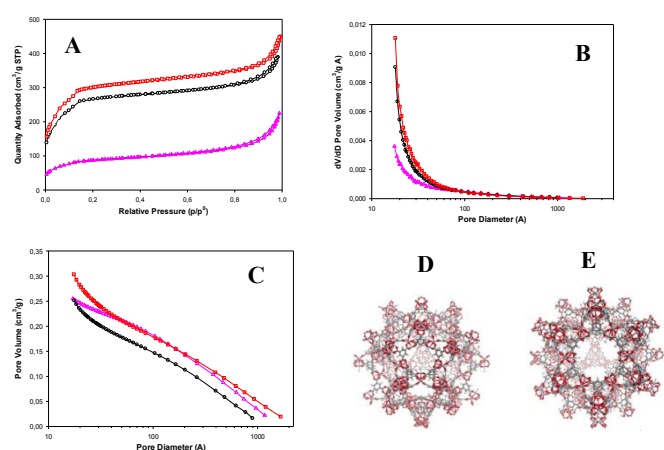 A
Quantity Adsorbed (cm³/g STP)
500
400
300
200
100
0
0,0 0,2 0,4 0,6 0,8 1,0
Relative Pressure (p/p⁰)
B
dV/dD Pore Volume (cm³/g A)
0,012
0,010
0,008
0,006
0,004
0,002
0,000
10 100 1000
Pore Diameter (A)
C
Pore Volume (cm³/g)
0,35
0,30
0,25
0,20
0,15
0,10
0,05
0,00
10 100 1000
Pore Diameter (A)
D
E